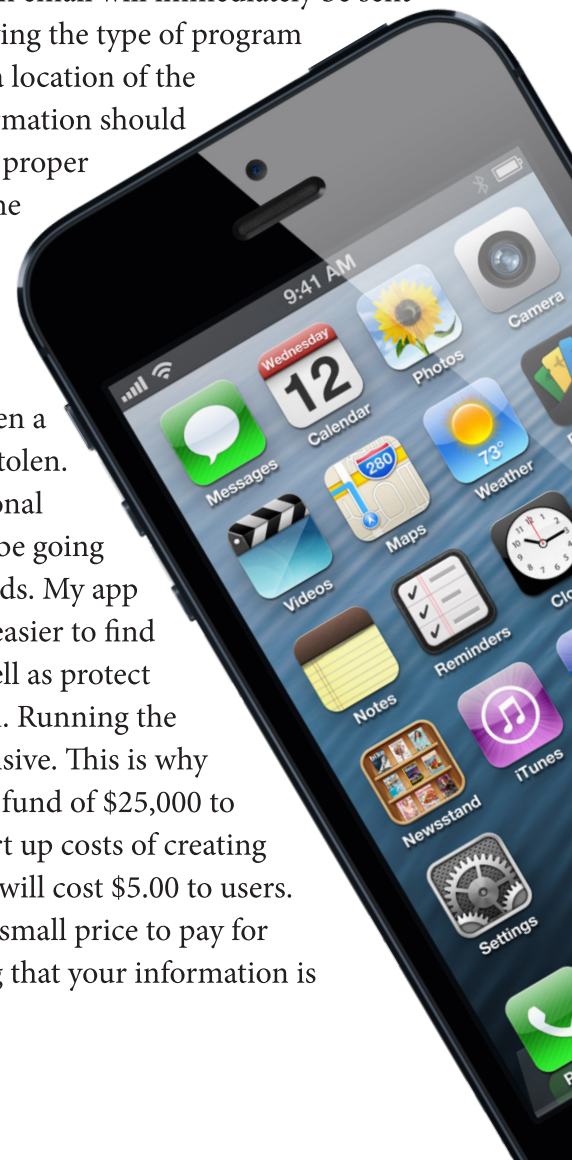 ing the type of program
location of the
rmation should
proper
en a
tolen.
onal
be going
ds. My app
easier to find
ell as protect
. Running the
sive. This is why
fund of $25,000 to
rt up costs of creating
will cost $5.00 to users.
small price to pay for
g that your information is
9:41 AM
Camera
Photos
Wednesday
12
Calendar
Messages
73°
Weather
280
Maps
Videos
Clo
Reminders
Notes
iTunes
Newsstand
Settings